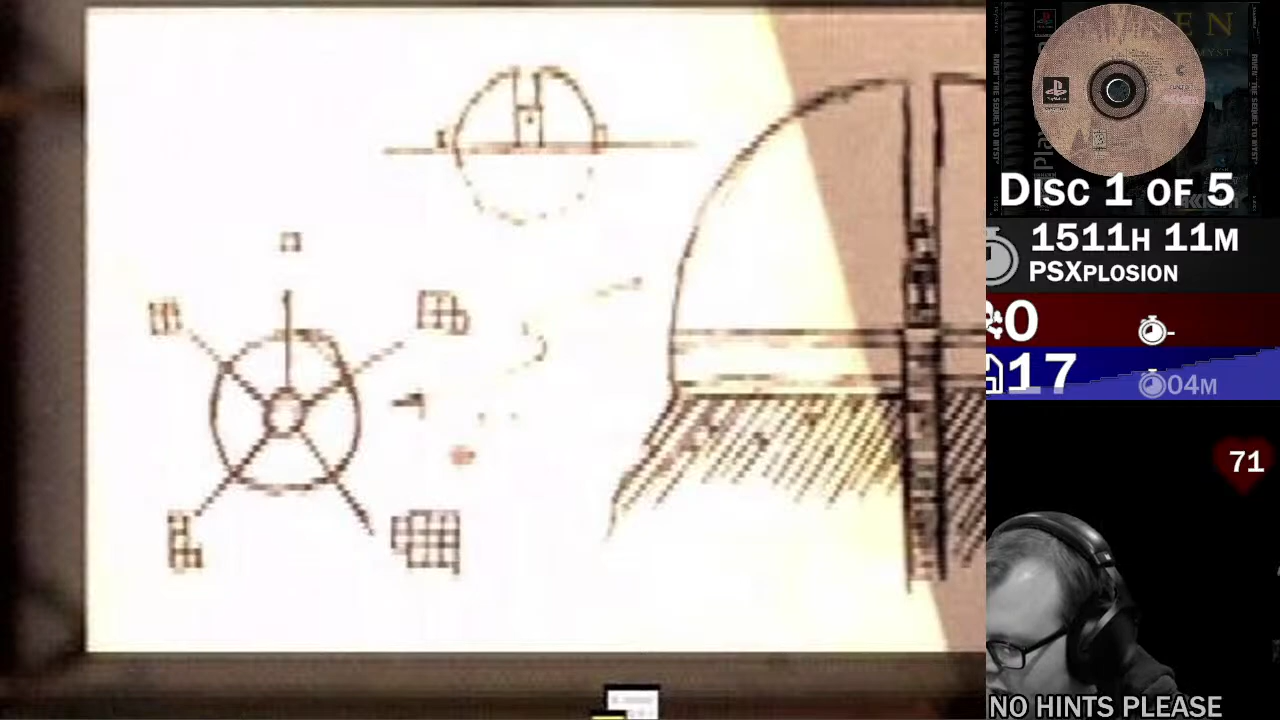 Disc 1 of 5
1511h 11m
PSXplosion
0
-
17
04m
71
No hints please